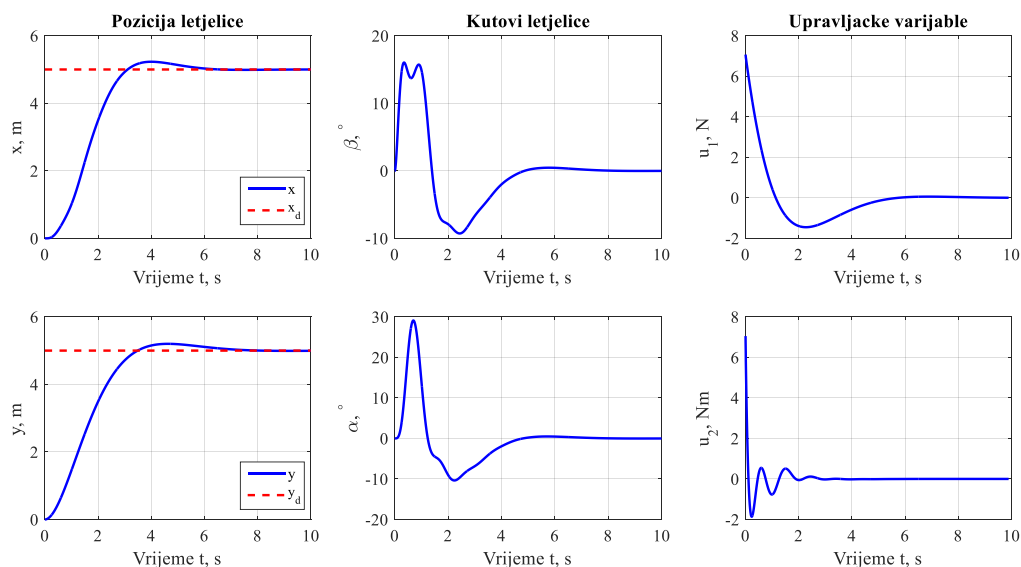 Pozicija letjelice
Kutovi letjelice
Upravljacke varijable
6
4
2
0
x, m
x
x_d
0 2 4 6 8 10
Vrijeme t, s
20
10
0
-10
β, °
0 2 4 6 8 10
Vrijeme t, s
8
6
4
2
0
-2
u_1, N
0 2 4 6 8 10
Vrijeme t, s
6
4
2
0
y, m
y
y_d
0 2 4 6 8 10
Vrijeme t, s
30
20
10
0
-10
-20
α, °
0 2 4 6 8 10
Vrijeme t, s
8
6
4
2
0
-2
u_2, Nm
0 2 4 6 8 10
Vrijeme t, s